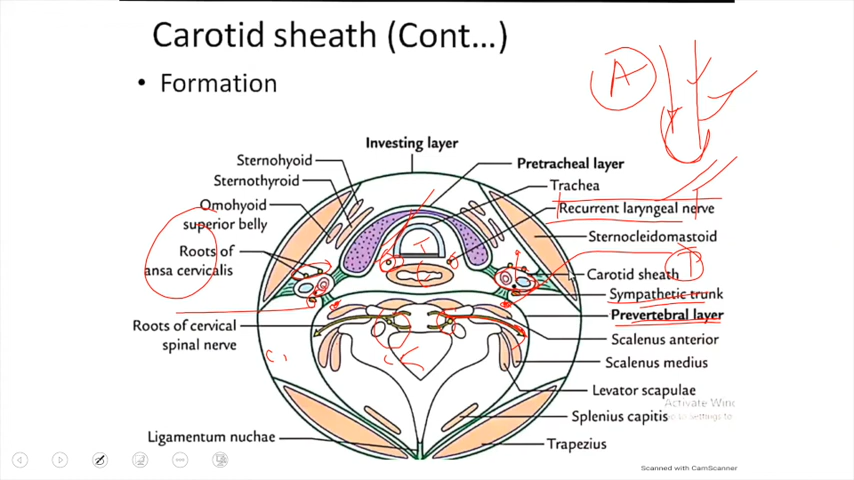 Carotid sheath (Cont...)
• Formation
A
Investing layer
Sternohyoid
Pretracheal layer
Sternothyroid
Trachea
Omohyoid
superior belly
Recurrent laryngeal nerve
T
Sternocleidomastoid
Roots of
ansa cervicalis
Carotid sheath
Sympathetic trunk
Prevertebral layer
Roots of cervical
spinal nerve
Scalenus anterior
Scalenus medius
Levator scapulae
Splenius capitis
Ligamentum nuchae
Trapezius
Scanned with CamScanner